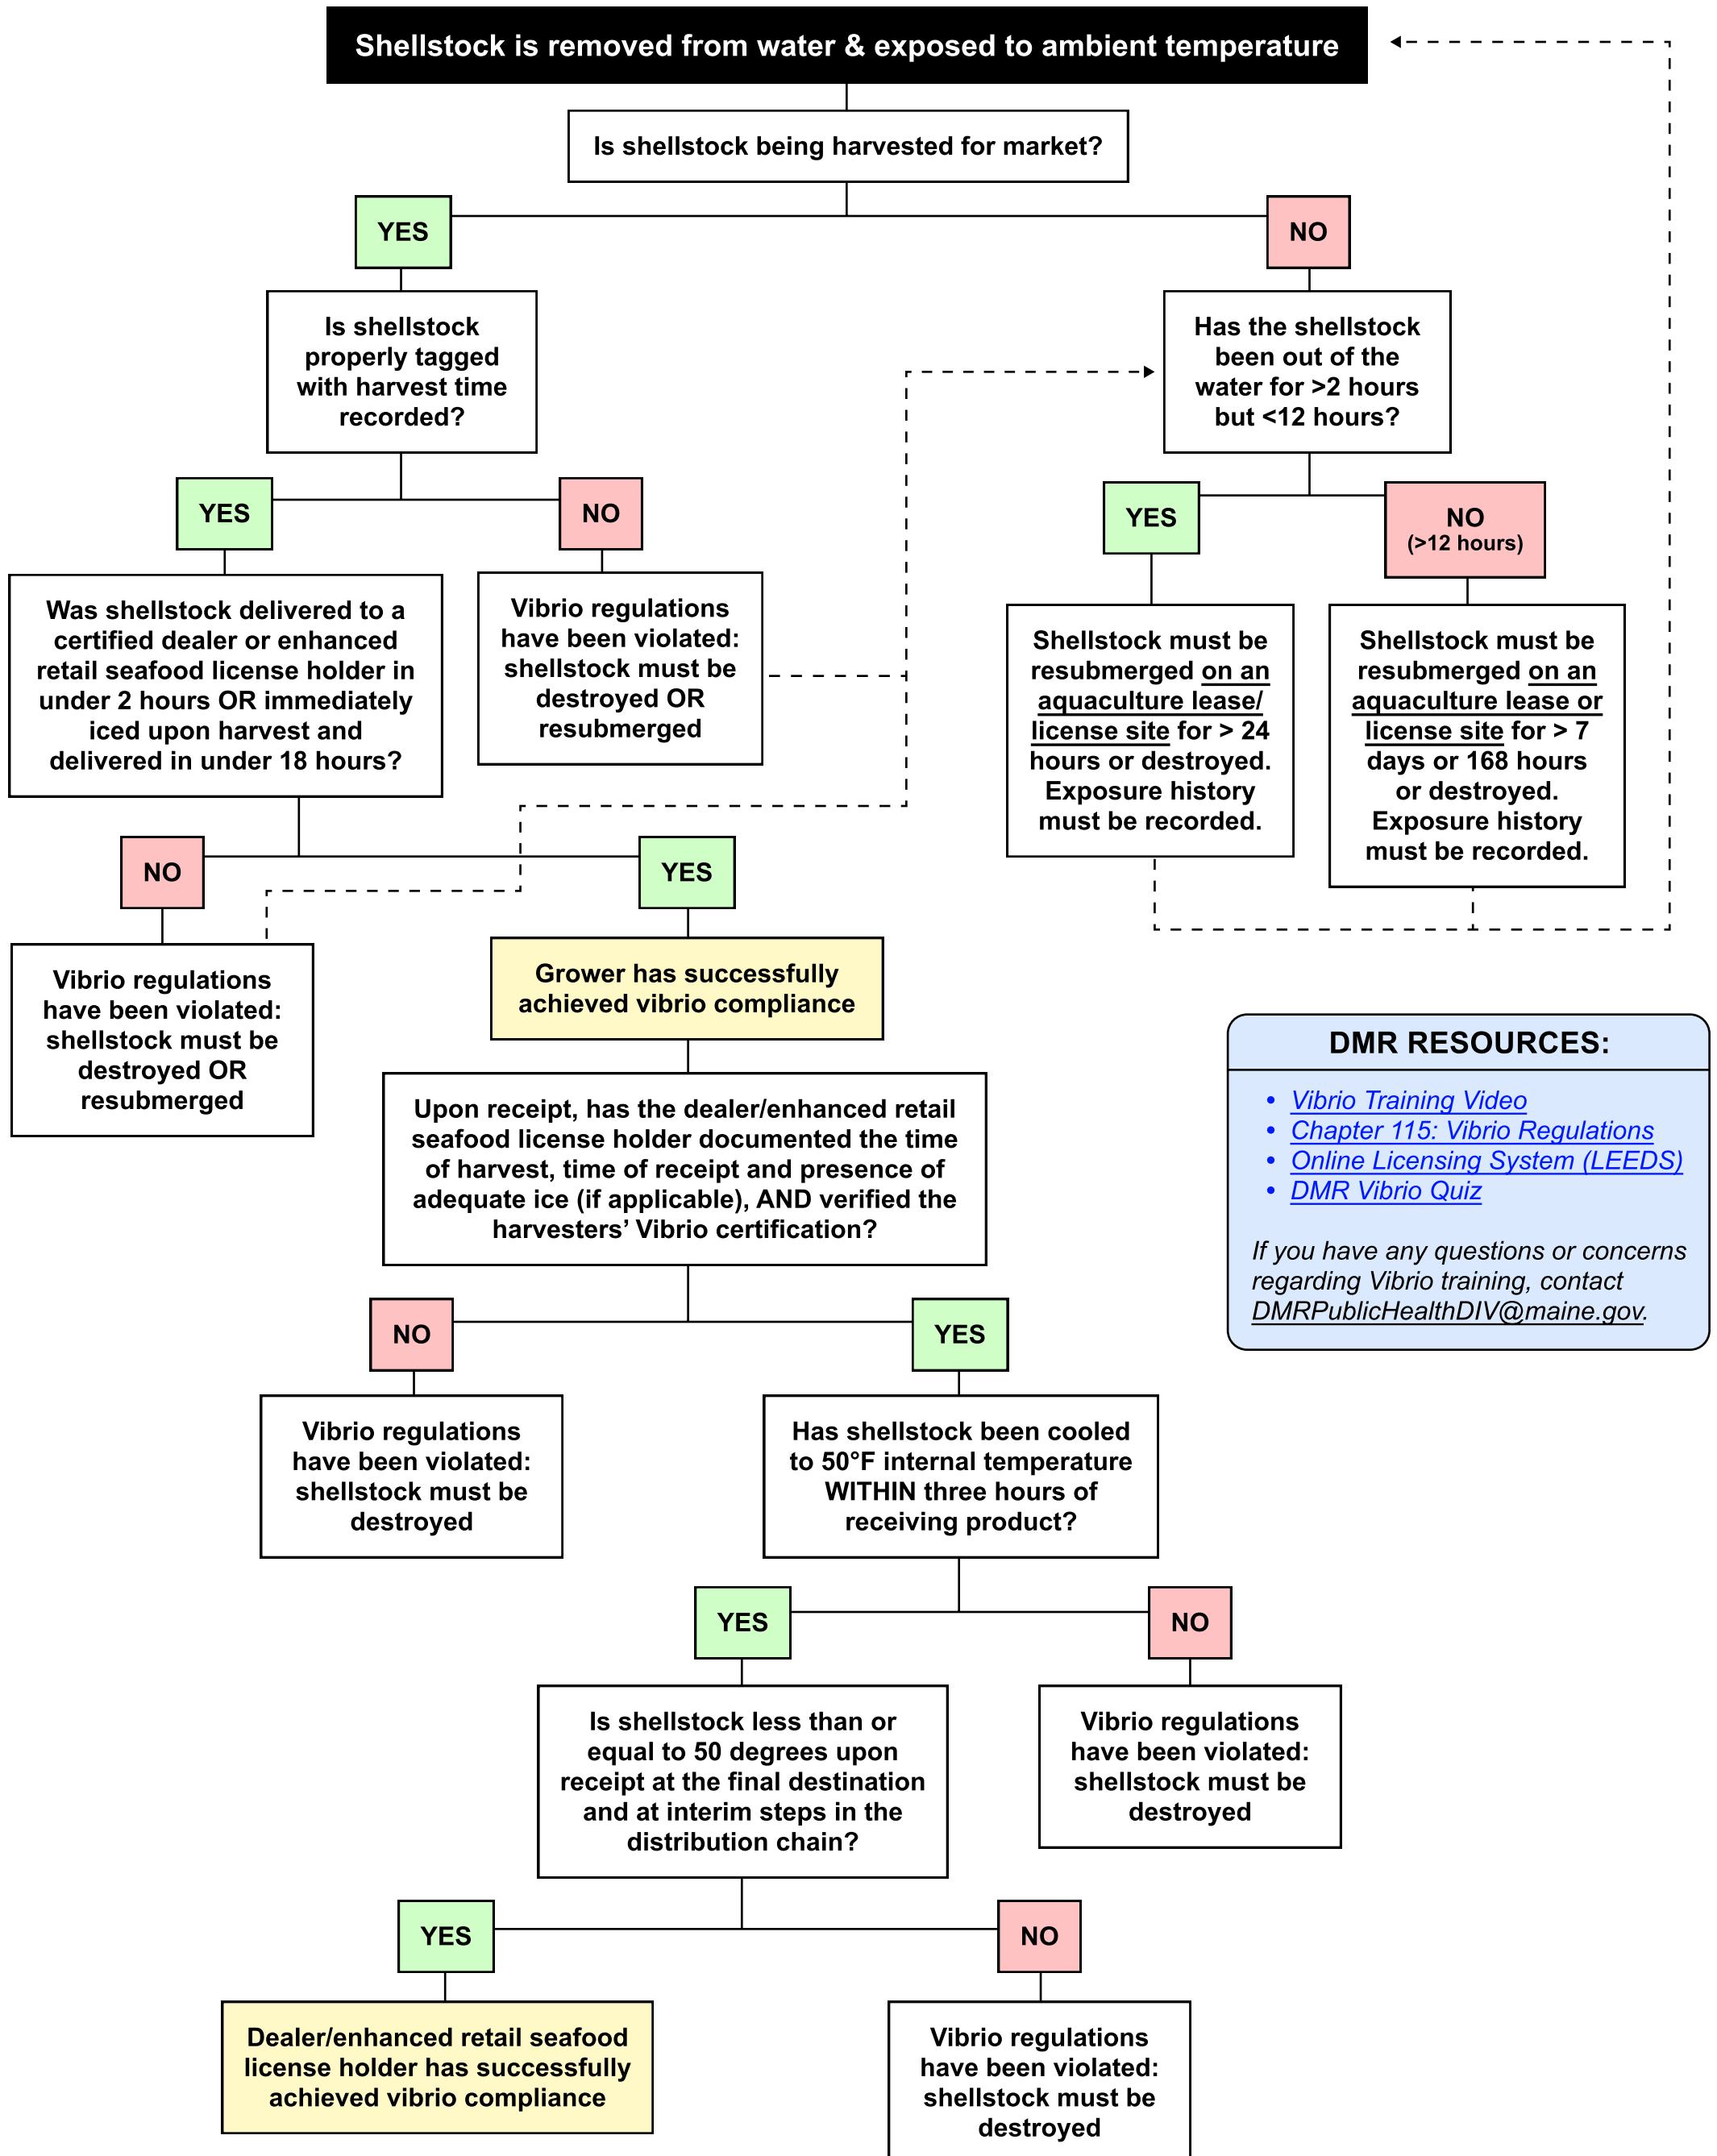 Shellstock is removed from water & exposed to ambient temperature
Is shellstock being harvested for market?
YES
NO
Is shellstock
properly tagged
with harvest time
recorded?
Has the shellstock
been out of the
water for >2 hours
but <12 hours?
YES
NO
YES
NO
(>12 hours)
Was shellstock delivered to a
certified dealer or enhanced
retail seafood license holder in
under 2 hours OR immediately
iced upon harvest and
delivered in under 18 hours?
Vibrio regulations
have been violated:
shellstock must be
destroyed OR
resubmerged
Shellstock must be
resubmerged on an
aquaculture lease/
license site for > 24
hours or destroyed.
Exposure history
must be recorded.
Shellstock must be
resubmerged on an
aquaculture lease or
license site for > 7
days or 168 hours
or destroyed.
Exposure history
must be recorded.
NO
YES
Vibrio regulations
have been violated:
shellstock must be
destroyed OR
resubmerged
Grower has successfully
achieved vibrio compliance
Upon receipt, has the dealer/enhanced retail
seafood license holder documented the time
of harvest, time of receipt and presence of
adequate ice (if applicable), AND verified the
harvesters’ Vibrio certification?
DMR RESOURCES:
• Vibrio Training Video
• Chapter 115: Vibrio Regulations
• Online Licensing System (LEEDS)
• DMR Vibrio Quiz
If you have any questions or concerns
regarding Vibrio training, contact
DMRPublicHealthDIV@maine.gov.
NO
YES
Vibrio regulations
have been violated:
shellstock must be
destroyed
Has shellstock been cooled
to 50°F internal temperature
WITHIN three hours of
receiving product?
YES
NO
Is shellstock less than or
equal to 50 degrees upon
receipt at the final destination
and at interim steps in the
distribution chain?
Vibrio regulations
have been violated:
shellstock must be
destroyed
YES
NO
Dealer/enhanced retail seafood
license holder has successfully
achieved vibrio compliance
Vibrio regulations
have been violated:
shellstock must be
destroyed